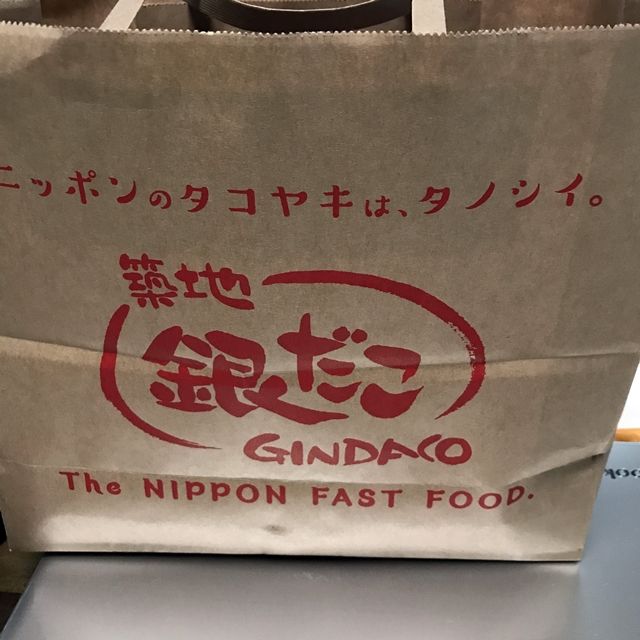 ニッポンのタコヤキは、タノシイ。
築地
銀だこ
GINDACO
The NIPPON FAST FOOD.